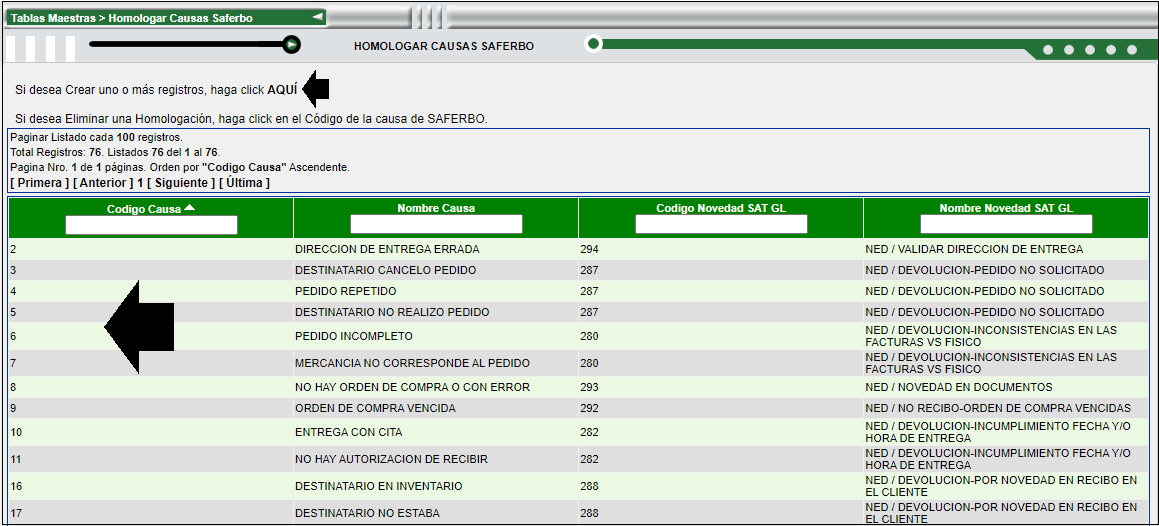 Tablas Maestras > Homologar Causas Saferbo
HOMOLOGAR CAUSAS SAFERBO
Si desea Crear uno o más registros, haga click AQUÍ
Si desea Eliminar una Homologación, haga click en el Código de la causa de SAFERBO.
Paginar Listado cada 100 registros.
Total Registros: 76. Listados 76 del 1 al 76.
Pagina Nro. 1 de 1 páginas. Orden por "Codigo Causa" Ascendente.
[ Primera ] [ Anterior ] 1 [ Siguiente ] [ Última ]
Codigo Causa Nombre Causa Codigo Novedad SAT GL Nombre Novedad SAT GL
2 DIRECCION DE ENTREGA ERRADA 294 NED / VALIDAR DIRECCION DE ENTREGA
3 DESTINATARIO CANCELO PEDIDO 287 NED / DEVOLUCION-PEDIDO NO SOLICITADO
4 PEDIDO REPETIDO 287 NED / DEVOLUCION-PEDIDO NO SOLICITADO
5 DESTINATARIO NO REALIZO PEDIDO 287 NED / DEVOLUCION-PEDIDO NO SOLICITADO
6 PEDIDO INCOMPLETO 280 NED / DEVOLUCION-INCONSISTENCIAS EN LAS
FACTURAS VS FISICO
7 MERCANCIA NO CORRESPONDE AL PEDIDO 280 NED / DEVOLUCION-INCONSISTENCIAS EN LAS
FACTURAS VS FISICO
8 NO HAY ORDEN DE COMPRA O CON ERROR 293 NED / NOVEDAD EN DOCUMENTOS
9 ORDEN DE COMPRA VENCIDA 292 NED / NO RECIBO-ORDEN DE COMPRA VENCIDAS
10 ENTREGA CON CITA 282 NED / DEVOLUCION-INCUMPLIMIENTO FECHA Y/O
HORA DE ENTREGA
11 NO HAY AUTORIZACION DE RECIBIR 282 NED / DEVOLUCION-INCUMPLIMIENTO FECHA Y/O
HORA DE ENTREGA
16 DESTINATARIO EN INVENTARIO 288 NED / DEVOLUCION-POR NOVEDAD EN RECIBO EN
EL CLIENTE
17 DESTINATARIO NO ESTABA 288 NED / DEVOLUCION-POR NOVEDAD EN RECIBO EN
EL CLIENTE